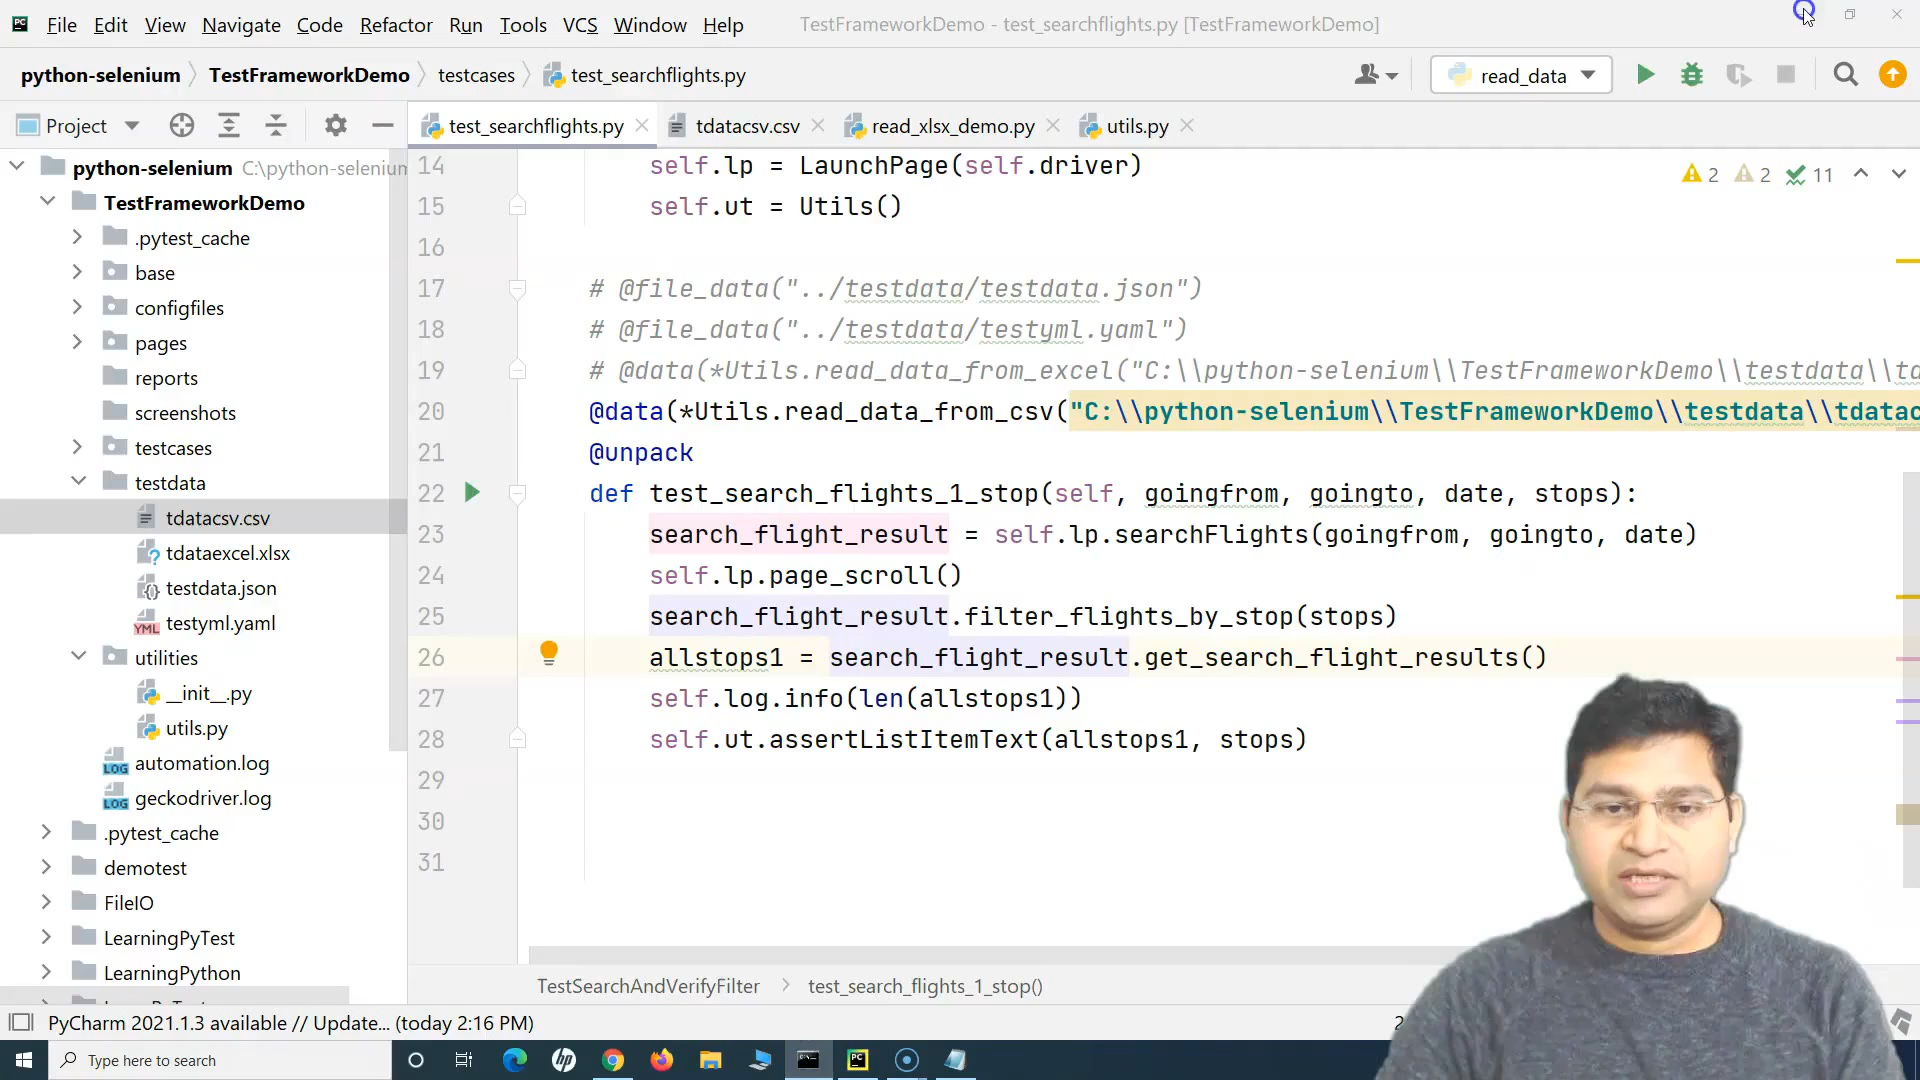 File Edit View Navigate Code Refactor Run Tools VCS Window Help TestFrameworkDemo - test_searchflights.py [TestFrameworkDemo]
python-selenium TestFrameworkDemo testcases test_searchflights.py read_data
Project test_searchflights.py tdatacsv.csv read_xlsx_demo.py utils.py
python-selenium C:\python-selenium
TestFrameworkDemo
.pytest_cache
base
configfiles
pages
reports
screenshots
testcases
testdata
tdatacsv.csv
tdataexcel.xlsx
testdata.json
testyml.yaml
utilities
__init__.py
utils.py
automation.log
geckodriver.log
.pytest_cache
demotest
FileIO
LearningPyTest
LearningPython
2 2 11
14 self.lp = LaunchPage(self.driver)
15 self.ut = Utils()
16
17 # @file_data("../testdata/testdata.json")
18 # @file_data("../testdata/testyml.yaml")
19 # @data(*Utils.read_data_from_excel("C:\\python-selenium\\TestFrameworkDemo\\testdata\\td
20 @data(*Utils.read_data_from_csv("C:\\python-selenium\\TestFrameworkDemo\\testdata\\tdatac
21 @unpack
22 def test_search_flights_1_stop(self, goingfrom, goingto, date, stops):
23 search_flight_result = self.lp.searchFlights(goingfrom, goingto, date)
24 self.lp.page_scroll()
25 search_flight_result.filter_flights_by_stop(stops)
26 allstops1 = search_flight_result.get_search_flight_results()
27 self.log.info(len(allstops1))
28 self.ut.assertListItemText(allstops1, stops)
29
30
31
TestSearchAndVerifyFilter test_search_flights_1_stop()
PyCharm 2021.1.3 available // Update... (today 2:16 PM)
Type here to search